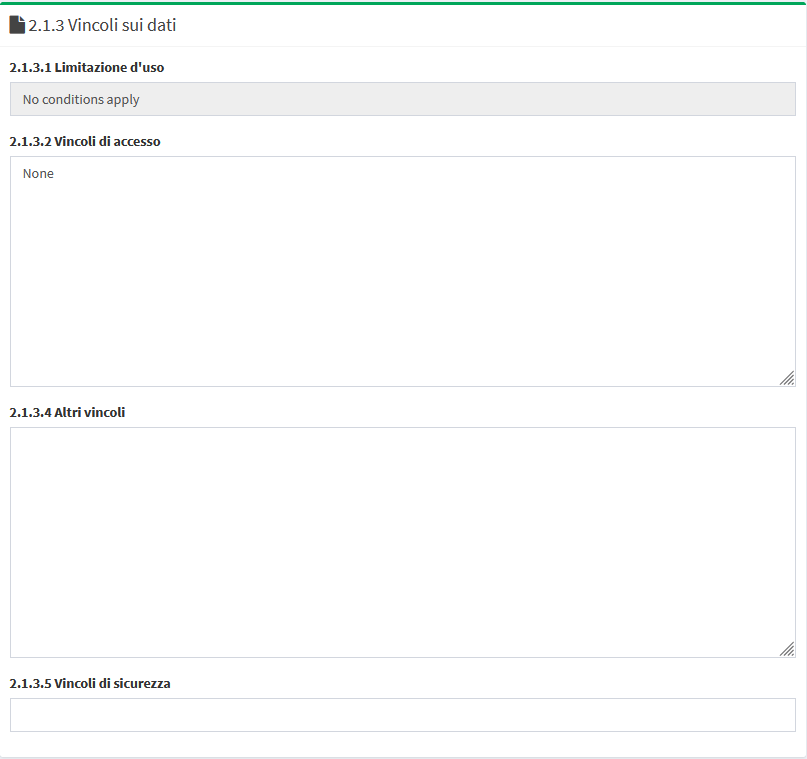 2.1.3 Vincoli sui dati
2.1.3.1 Limitazione d'uso
No conditions apply
2.1.3.2 Vincoli di accesso
None
2.1.3.4 Altri vincoli
2.1.3.5 Vincoli di sicurezza